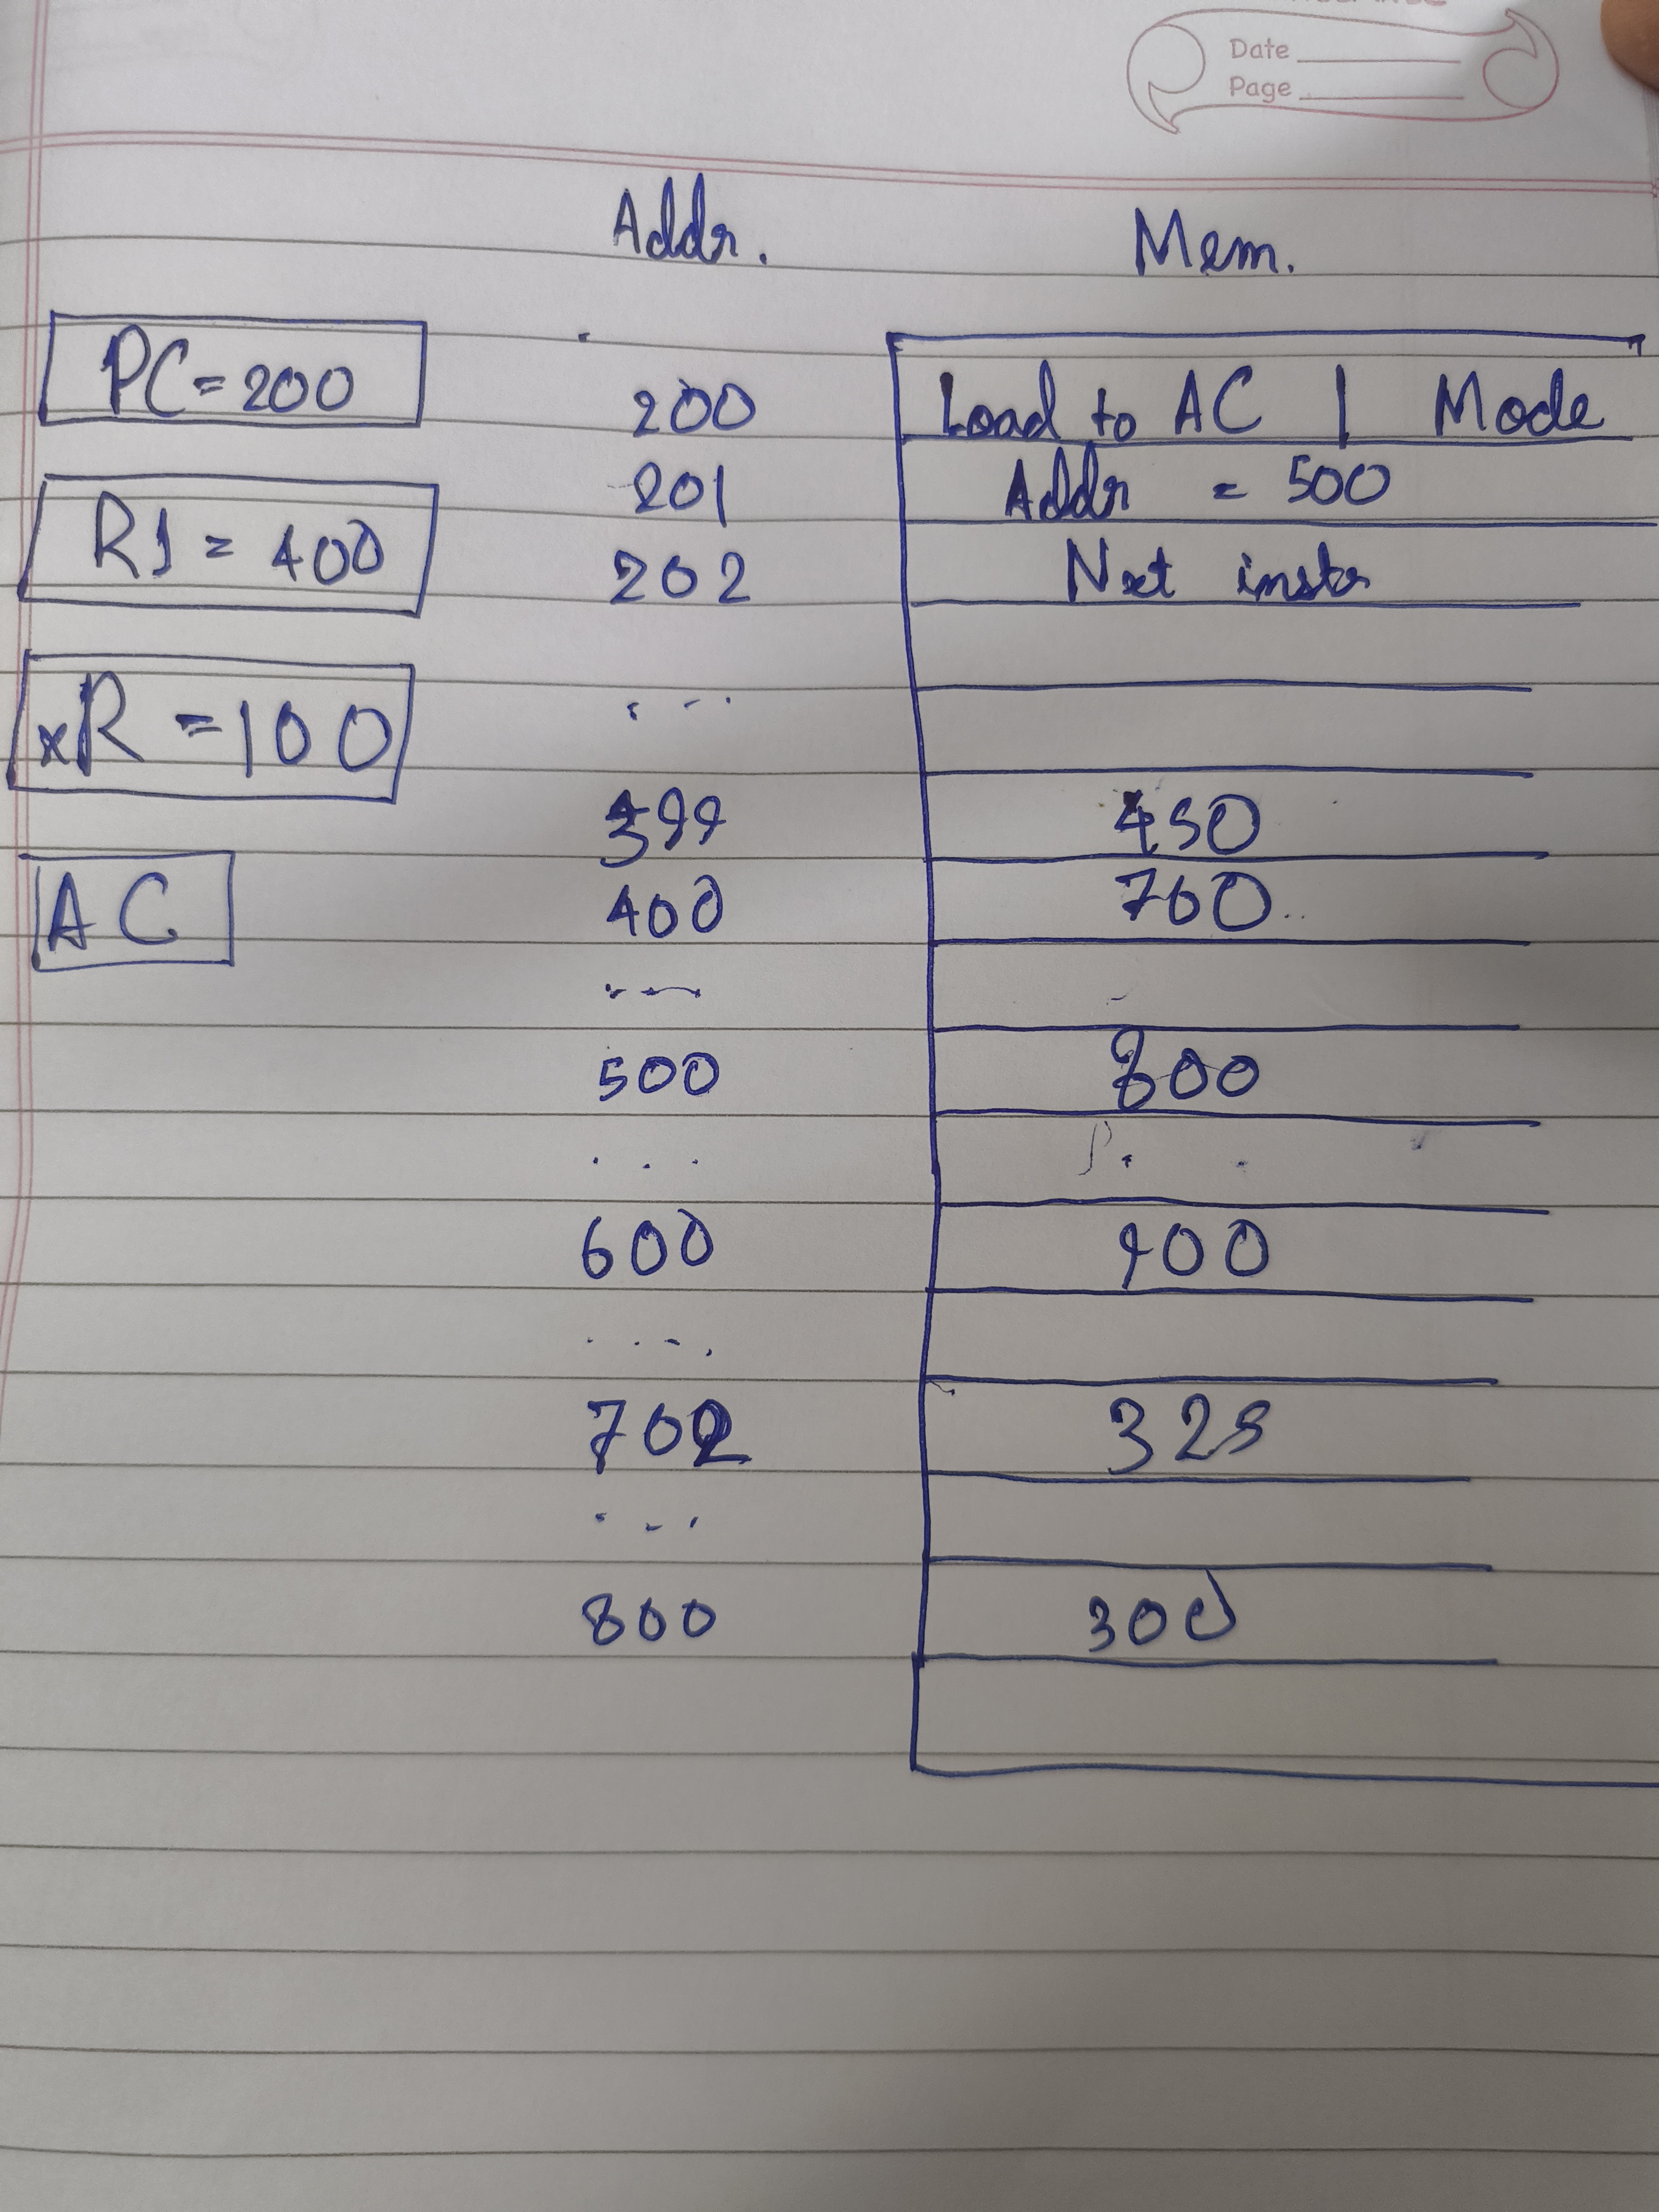 Date
Page
Addr. Mem.
PC = 200
200 Load to AC | Mode
201 Addr = 500
R1 = 400
202 Nxt instr
...
xR = 100
399 450
400 700
AC
...
500 800
...
600 900
....
702 325
...
800 300